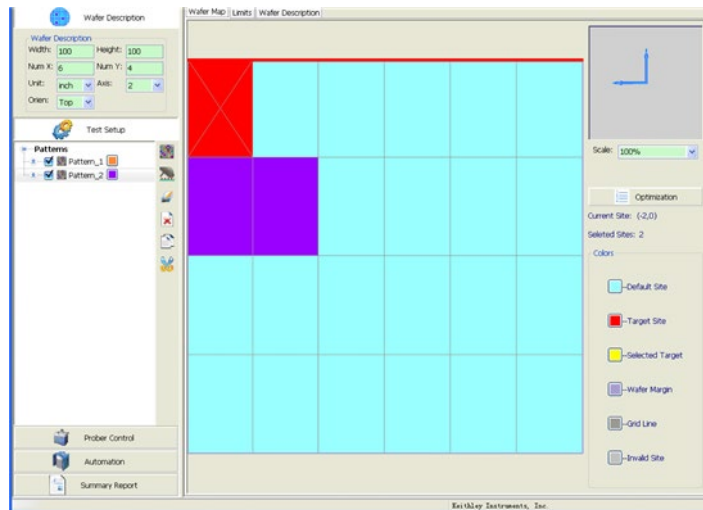 Wafer Description
Wafer Description
Width: 100 Height: 100
Num X: 6 Num Y: 4
Unit: inch Axis: 2
Orien: Top
Test Setup
Patterns
Pattern_1
Pattern_2
Prober Control
Automation
Summary Report
Wafer Map Limits Wafer Description
Scale: 100%
Optimization
Current Site: (-2,0)
Seleted Sites: 2
Colors
--Default Site
--Target Site
--Selected Target
--Wafer Margin
--Grid Line
--Invalid Site
Keithley Instruments, Inc.